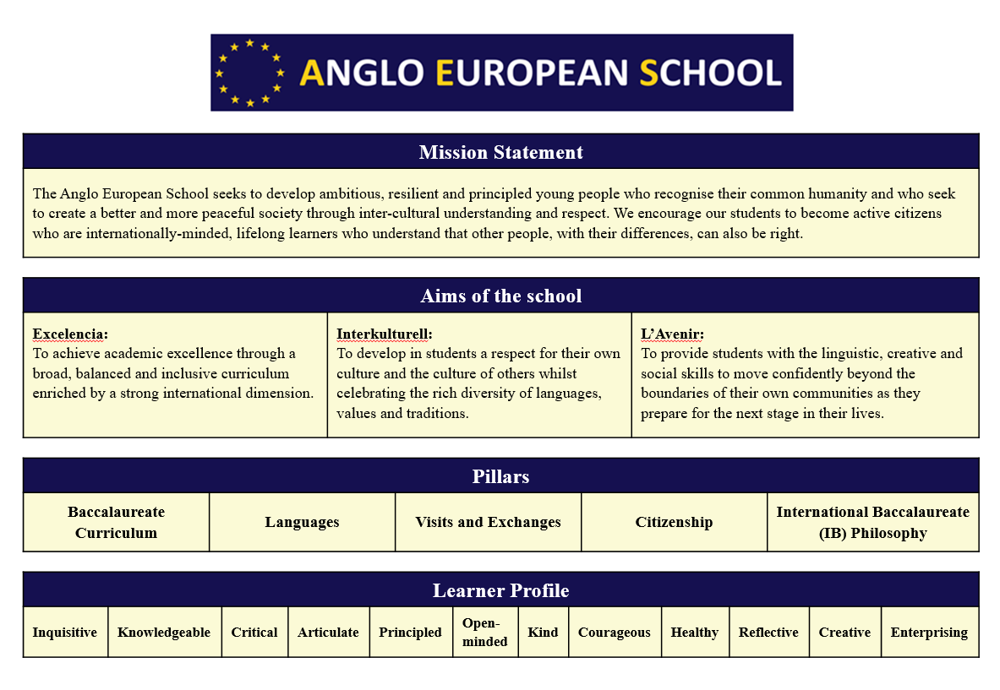 ANGLO EUROPEAN SCHOOL
Mission Statement
The Anglo European School seeks to develop ambitious, resilient and principled young people who recognise their common humanity and who seek
to create a better and more peaceful society through inter-cultural understanding and respect. We encourage our students to become active citizens
who are internationally-minded, lifelong learners who understand that other people, with their differences, can also be right.
Aims of the school
Excelencia:
To achieve academic excellence through a
broad, balanced and inclusive curriculum
enriched by a strong international dimension.
Interkulturell:
To develop in students a respect for their own
culture and the culture of others whilst
celebrating the rich diversity of languages,
values and traditions.
L’Avenir:
To provide students with the linguistic, creative and
social skills to move confidently beyond the
boundaries of their own communities as they
prepare for the next stage in their lives.
Pillars
Baccalaureate
Curriculum
Languages
Visits and Exchanges
Citizenship
International Baccalaureate
(IB) Philosophy
Learner Profile
Inquisitive
Knowledgeable
Critical
Articulate
Principled
Open-
minded
Kind
Courageous
Healthy
Reflective
Creative
Enterprising